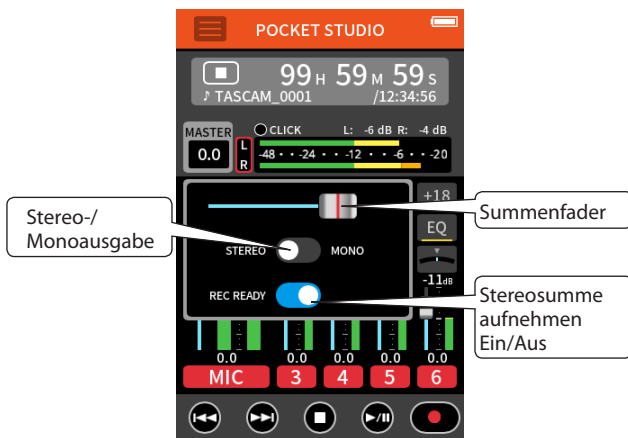 POCKET STUDIO
99 H 59 M 59 S
♪ TASCAM_0001 /12:34:56
MASTER
0.0
L
R
CLICK L: -6 dB R: -4 dB
-48 • • -24 • • • -12 • • • -6 • • -20
+18
EQ
-11dB
STEREO MONO
REC READY
Stereo-/
Monoausgabe
Summenfader
Stereosumme
aufnehmen
Ein/Aus
0.0 0.0 0.0 0.0 0.0
MIC 3 4 5 6